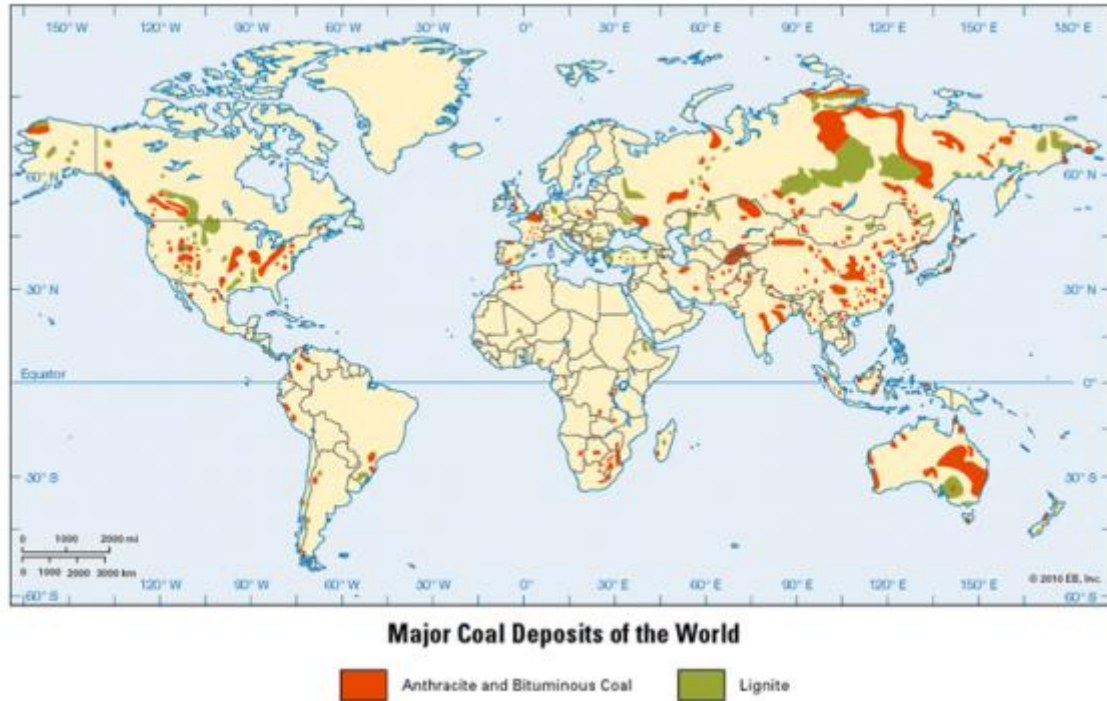 150° W 120° W 90° W 60° W 30° W 0° 30° E 60° E 90° E 120° E 150° E 180° E
60° N 60° N
30° N 30° N
Equator 0°
30° S 30° S
0 1000 2000 mi
0 1000 2000 3000 km
© 2010 EB, Inc.
120° W 90° W 60° W 30° W 0° 30° E 60° E 90° E 120° E 150° E
60° S 60° S
Major Coal Deposits of the World
Anthracite and Bituminous Coal Lignite